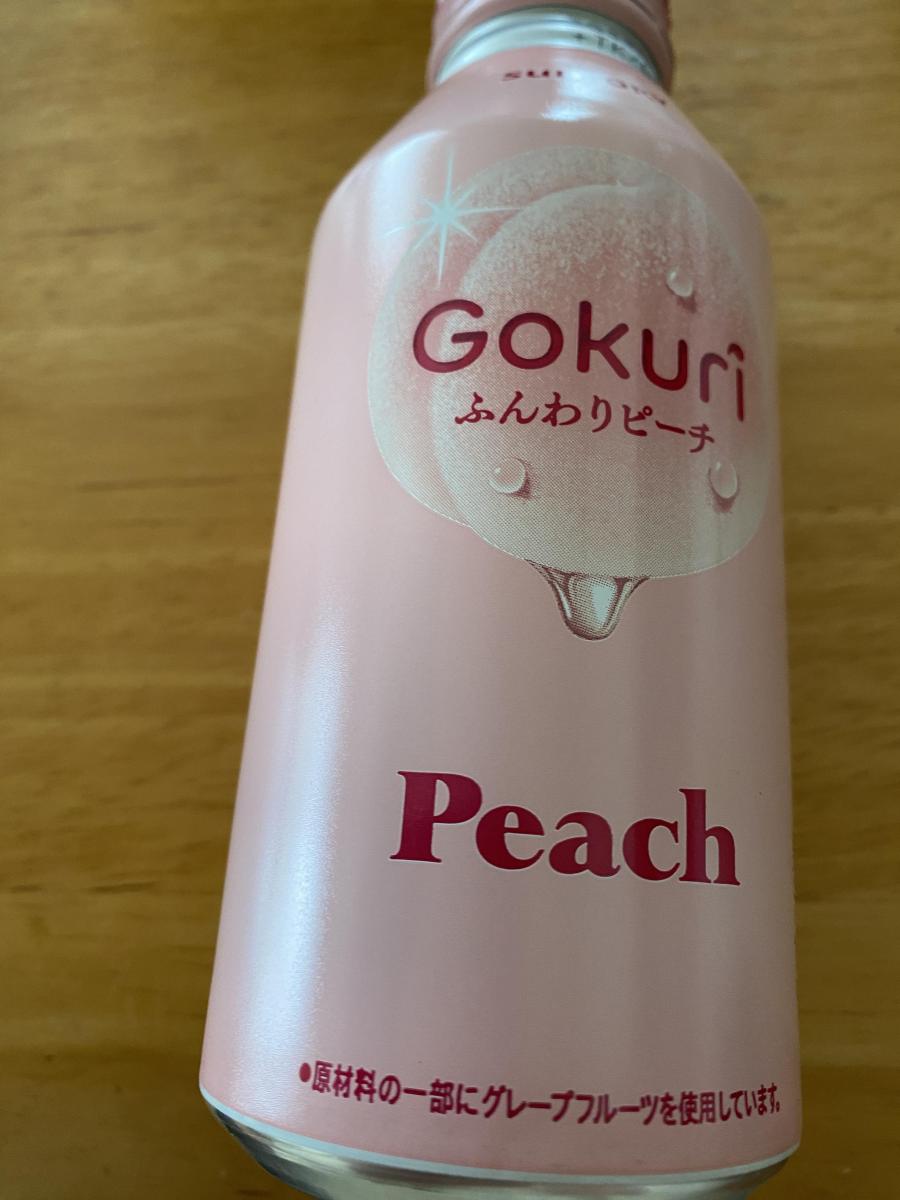 Gokuri
ふんわりピーチ
Peach
●原材料の一部にグレープフルーツを使用しています。